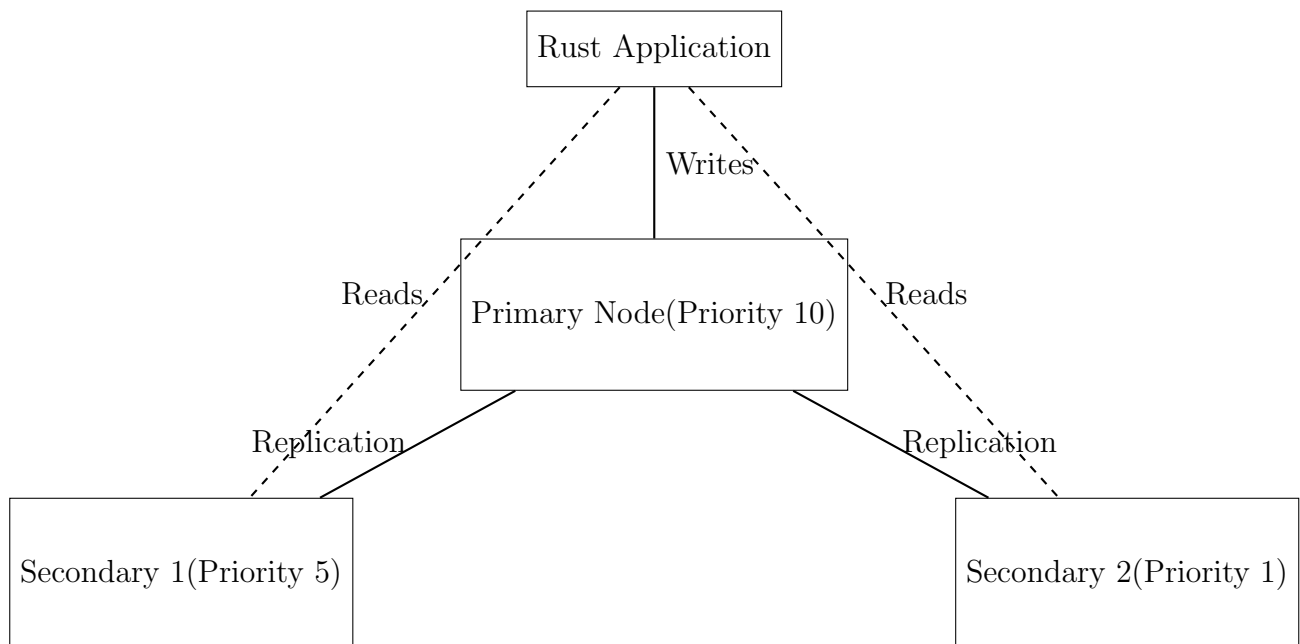 Rust Application
Writes
Reads
Reads
Primary Node(Priority 10)
Replication
Replication
Secondary 1(Priority 5)
Secondary 2(Priority 1)